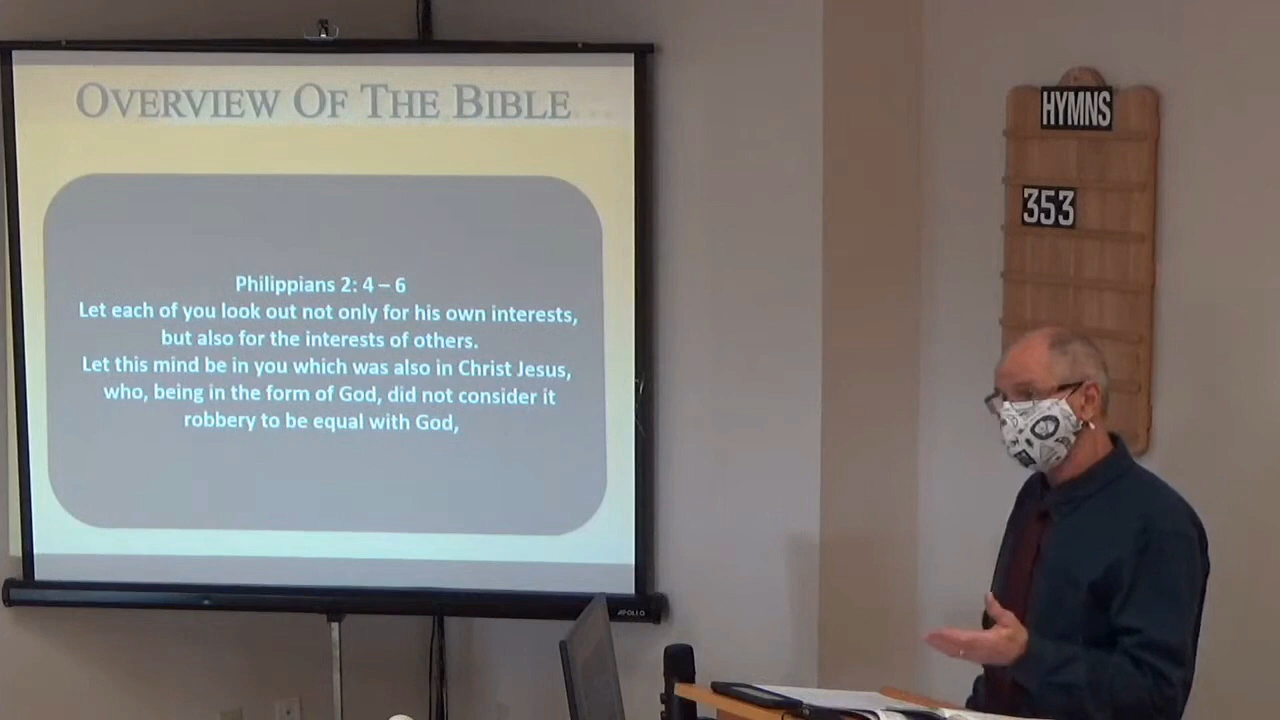 OVERVIEW OF THE BIBLE...
Philippians 2: 4 – 6
Let each of you look out not only for his own interests,
but also for the interests of others.
Let this mind be in you which was also in Christ Jesus,
who, being in the form of God, did not consider it
robbery to be equal with God,
APOLLO
HYMNS
353